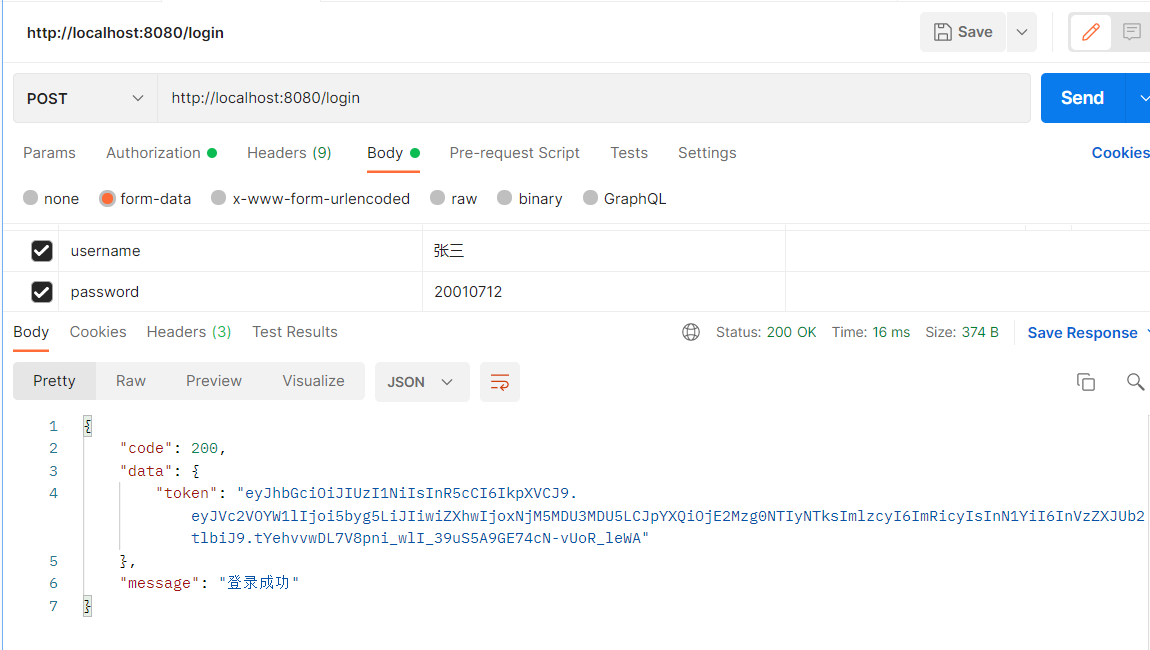 http://localhost:8080/login Save
POST http://localhost:8080/login Send
Params Authorization Headers (9) Body Pre-request Script Tests Settings Cookies
none form-data x-www-form-urlencoded raw binary GraphQL
username 张三
password 20010712
Body Cookies Headers (3) Test Results Status: 200 OK Time: 16 ms Size: 374 B Save Response
Pretty Raw Preview Visualize JSON
1 {
2 "code": 200,
3 "data": {
4 "token": "eyJhbGciOiJIUzI1NiIsInR5cCI6IkpXVCJ9.
eyJVc2VOYW1lIjoi5byg5LiJIiwiZXhwIjoxNjM5MDU3MDU5LCJpYXQiOjE2Mzg0NTIyNTksImlzcyI6ImRicyIsInN1YiI6InVzZXJUb2
tlbiJ9.tYehvvwDL7V8pni_wlI_39uS5A9GE74cN-vUoR_leWA"
5 },
6 "message": "登录成功"
7 }